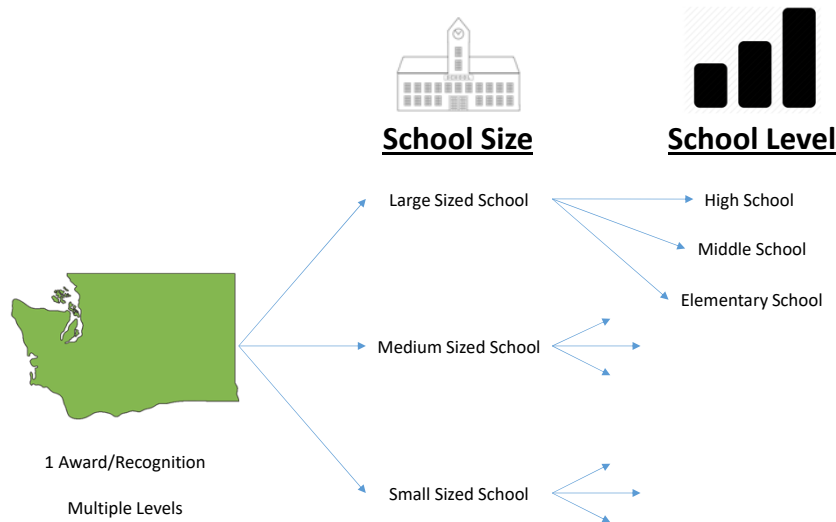 SCHOOL
School Size
School Level
Large Sized School
High School
Middle School
Elementary School
Medium Sized School
1 Award/Recognition
Multiple Levels
Small Sized School